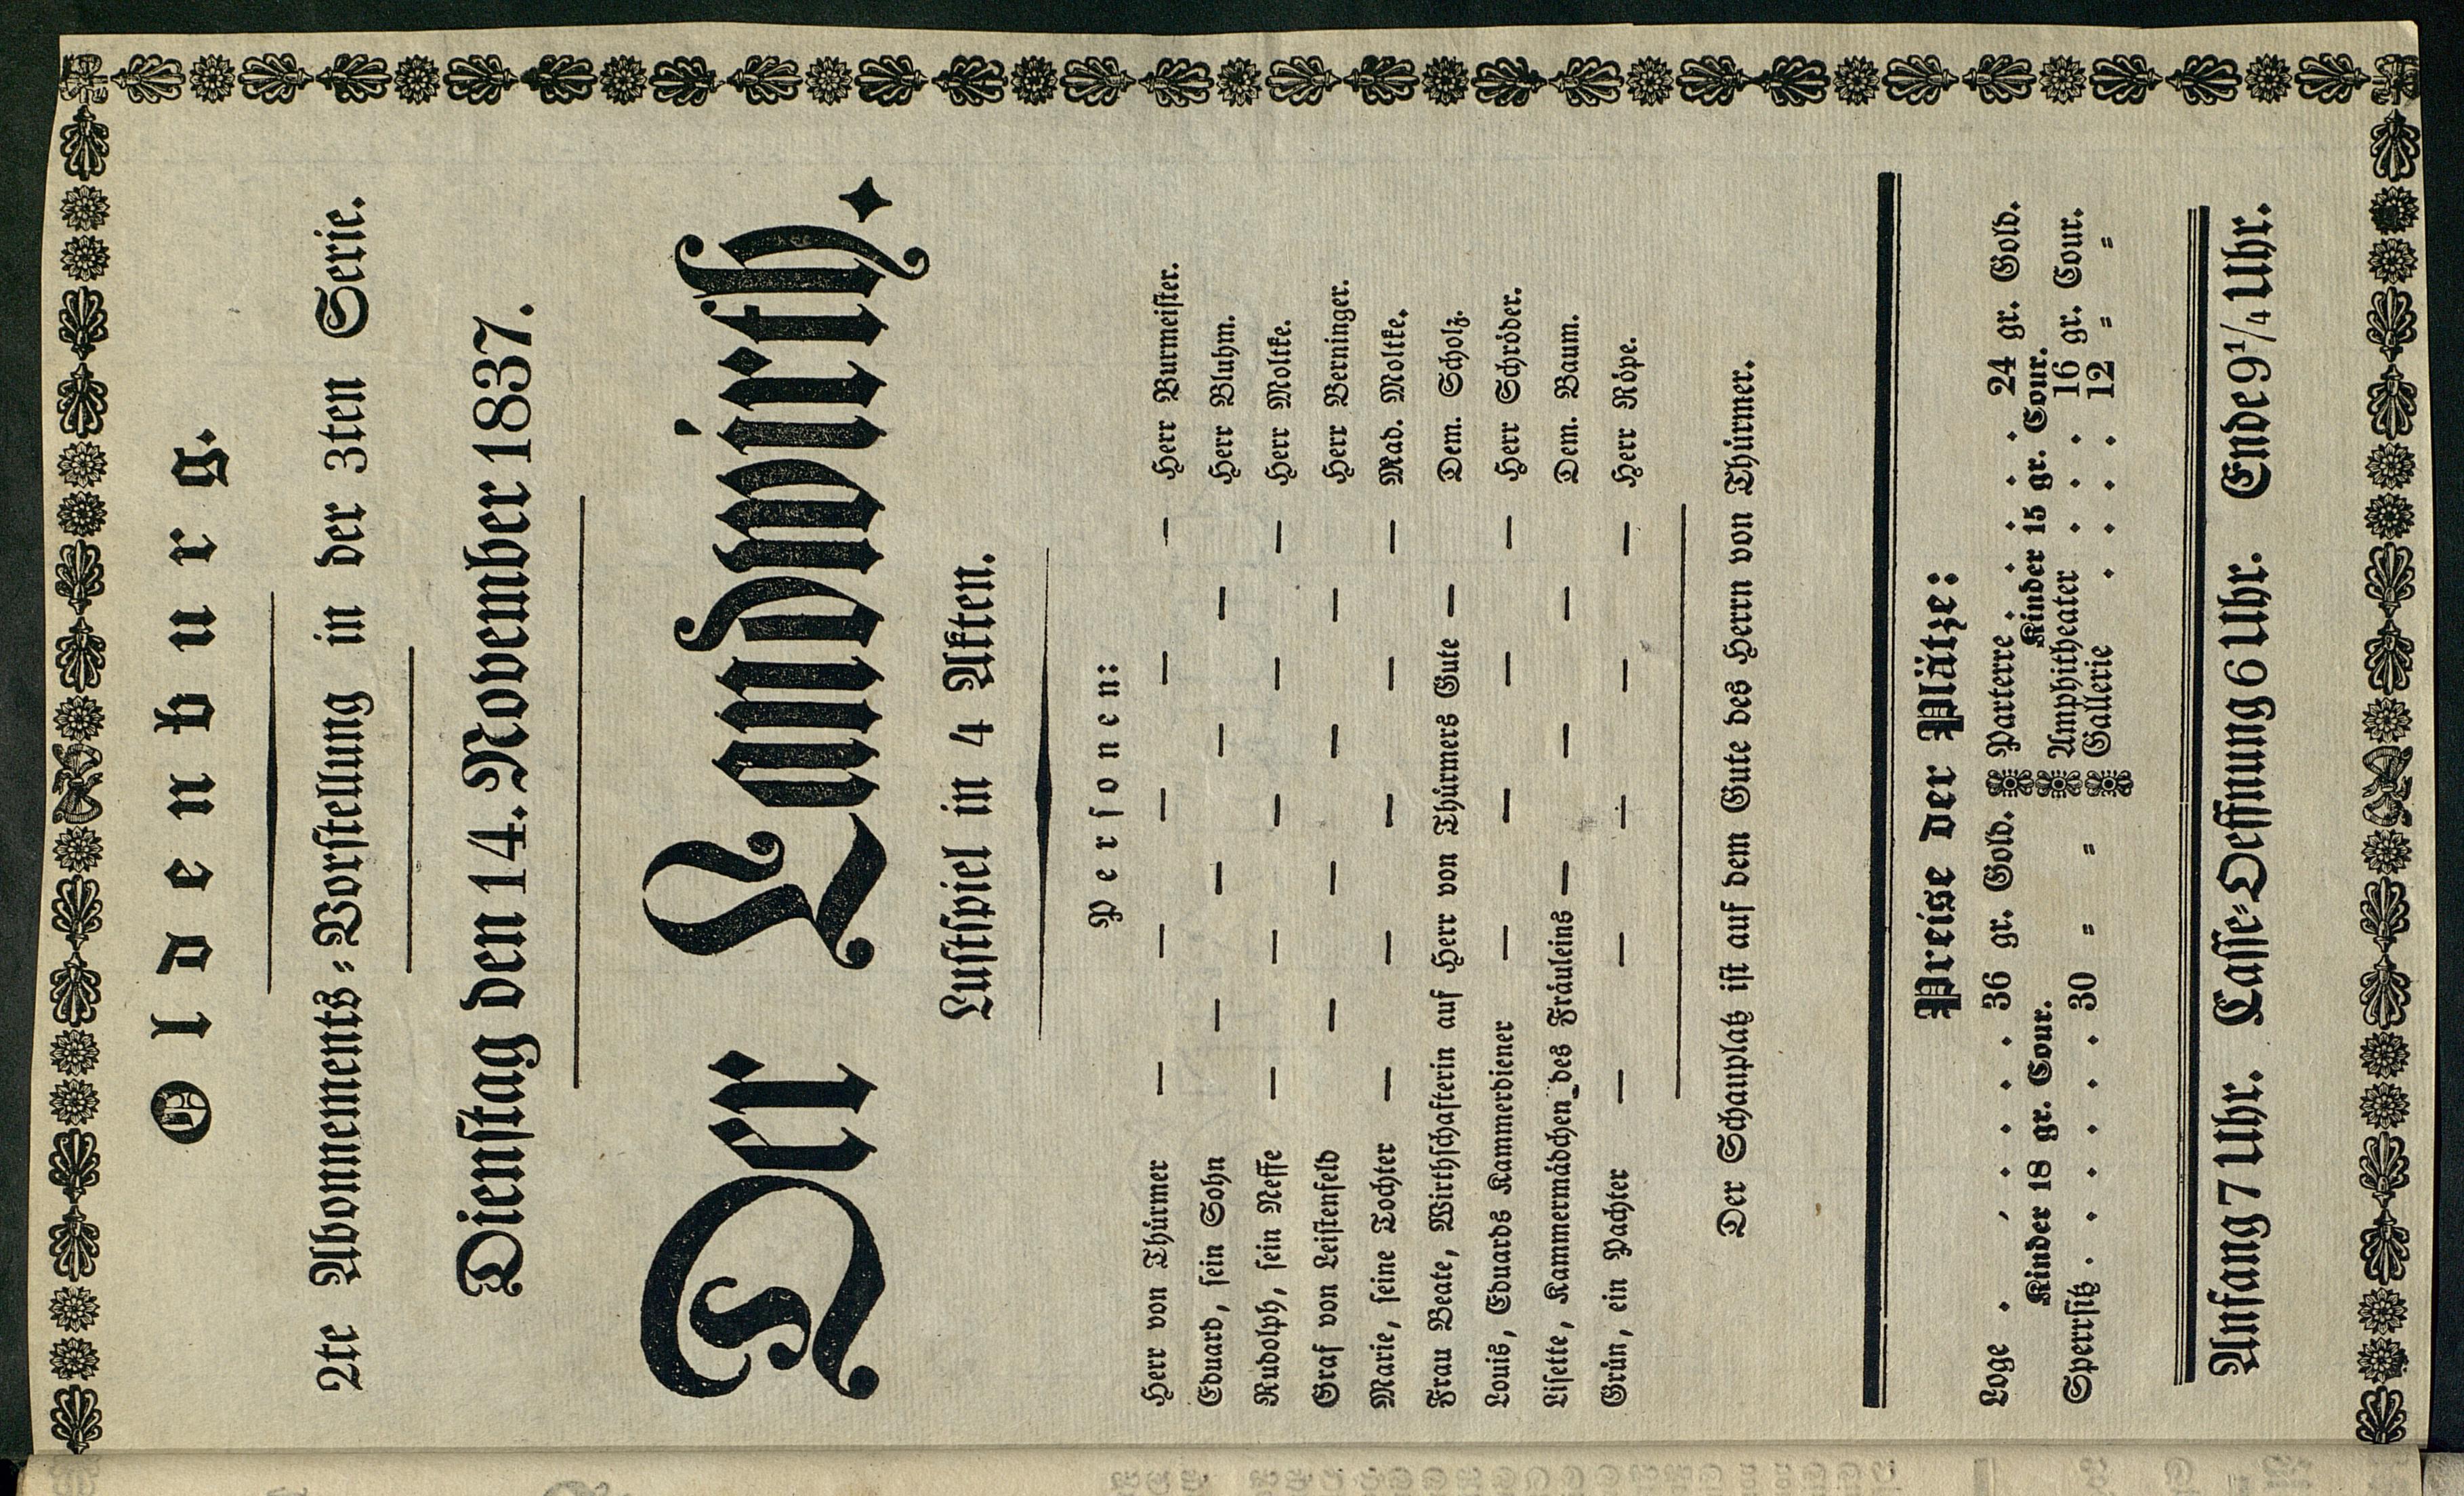 Oldenburg.
2te Abonnements-Vorstellung in der 3ten Serie.
Dienstag den 14. November 1837.
Der Landwirth.
Lustspiel in 4 Akten.
Personen:
Herr von Thürmer — — — — — Herr Burmeister.
Eduard, sein Sohn — — — — Herr Bluhm.
Rudolph, sein Neffe — — — — — Herr Moltke.
Graf von Leistenfeld — — — — Herr Berninger.
Marie, seine Tochter — — — — — Mad. Moltke.
Frau Beate, Wirthschafterin auf Herr von Thürmers Gute — Dem. Scholz.
Louis, Eduards Kammerdiener — — — — Herr Schröder.
Lisette, Kammermädchen des Fräuleins — — — Dem. Baum.
Grün, ein Pachter — — — — — Herr Röpe.
Der Schauplatz ist auf dem Gute des Herrn von Thürmer.
Preise der Plätze:
Loge . . . . . . 36 gr. Gold.
Kinder 18 gr. Cour.
Sperrsitz . . . . . . 30 = =
Parterre . . . . . 24 gr. Gold.
Kinder 15 gr. Cour.
Amphitheater . . . 16 gr. Cour.
Gallerie . . . . 12 = =
Anfang 7 Uhr. Casse-Oeffnung 6 Uhr. Ende 9 1/4 Uhr.